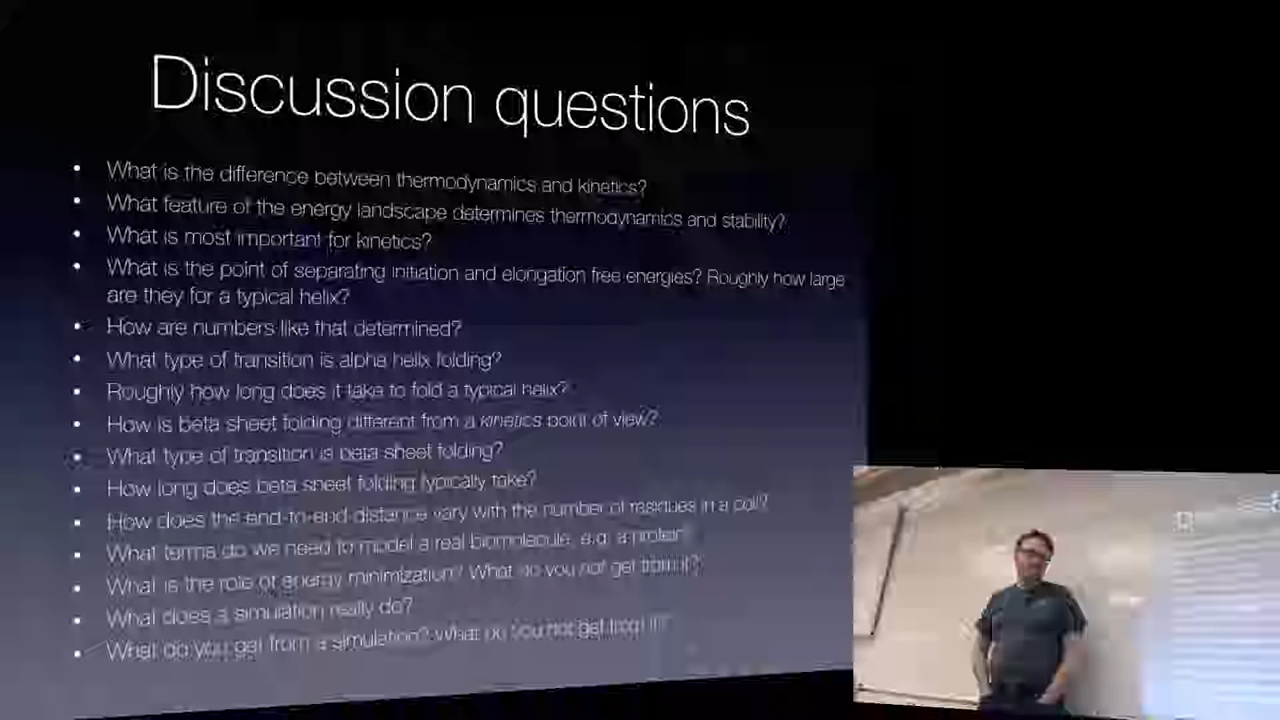 Discussion questions
• What is the difference between thermodynamics and kinetics?
• What feature of the energy landscape determines thermodynamics and stability?
• What is most important for kinetics?
• What is the point of separating initiation and elongation free energies? Roughly how large
are they for a typical helix?
• How are numbers like that determined?
• What type of transition is alpha helix folding?
• Roughly how long does it take to fold a typical helix?
• How is beta sheet folding different from a kinetics point of view?
• What type of transition is beta sheet folding?
• How long does beta sheet folding typically take?
• How does the end-to-end-distance vary with the number of residues in a coil?
• What terms do we need to model a real biomolecule, e.g. a protein?
• What is the role of energy minimization? What do you not get from it?
• What does a simulation really do?
• What do you get from a simulation? What do you not get from it?